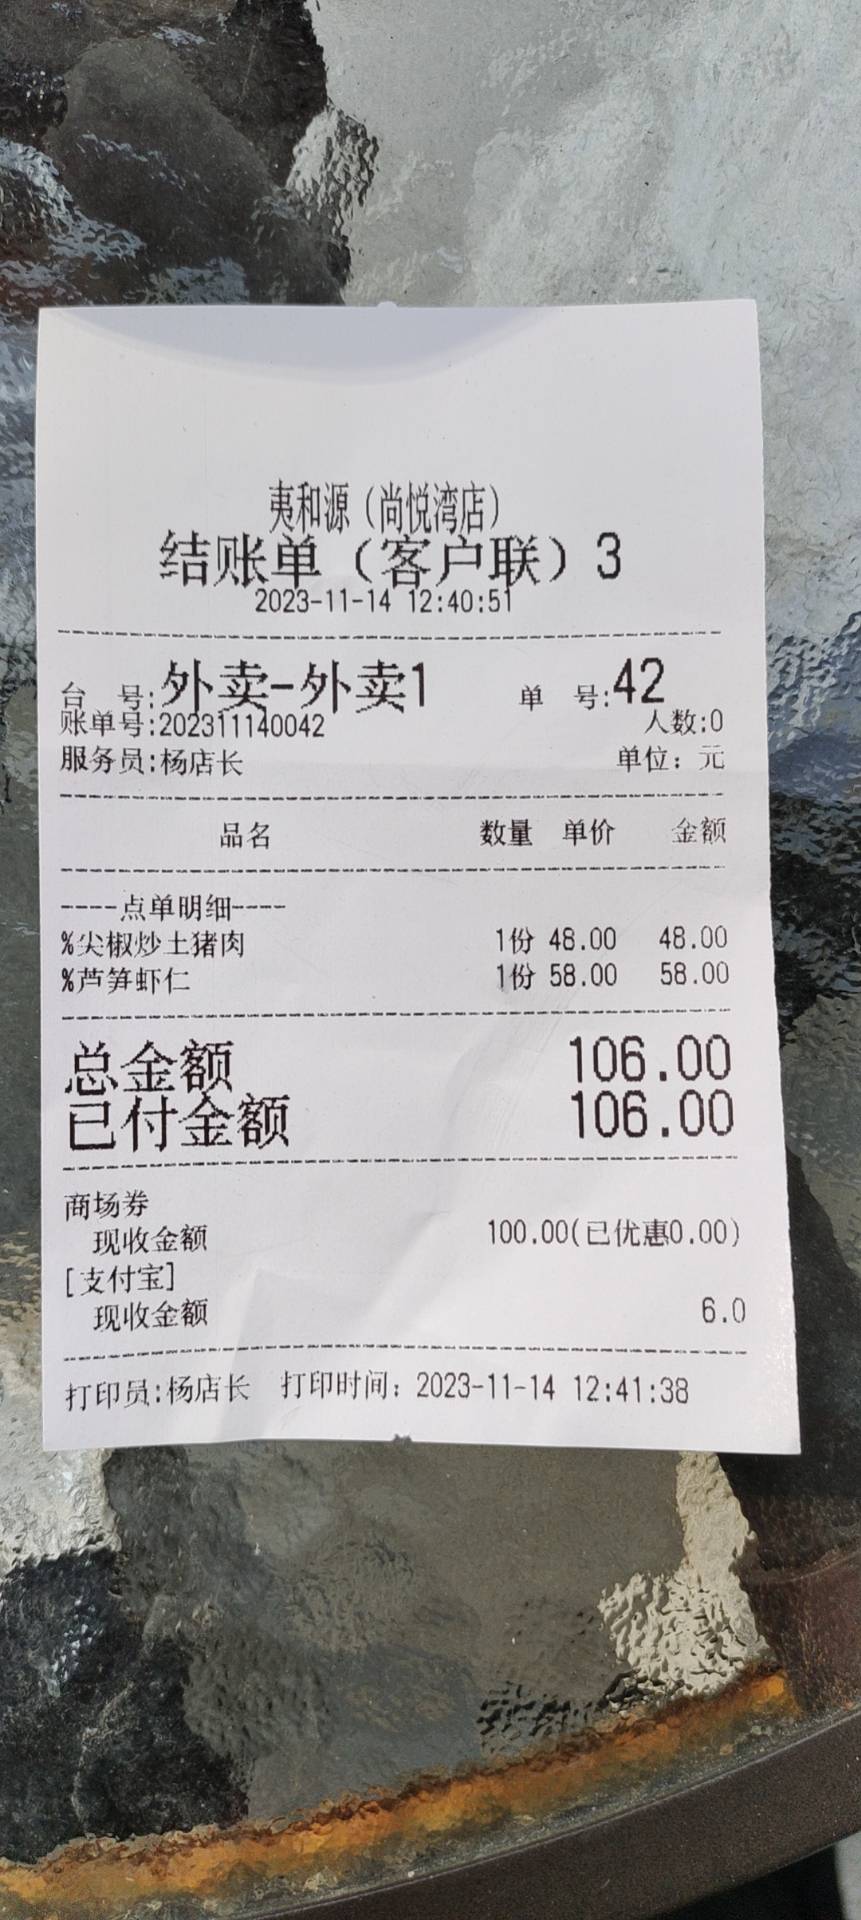 夷和源（尚悦湾店）
结账单（客户联）3
2023-11-14 12:40:51
台 号:外卖-外卖1 单 号:42
账单号:202311140042 人数:0
服务员:杨店长 单位：元
品名 数量 单价 金额
----点单明细----
%尖椒炒土猪肉 1份 48.00 48.00
%芦笋虾仁 1份 58.00 58.00
总金额 106.00
已付金额 106.00
商场券
现收金额 100.00(已优惠0.00)
[支付宝]
现收金额 6.0
打印员:杨店长 打印时间：2023-11-14 12:41:38